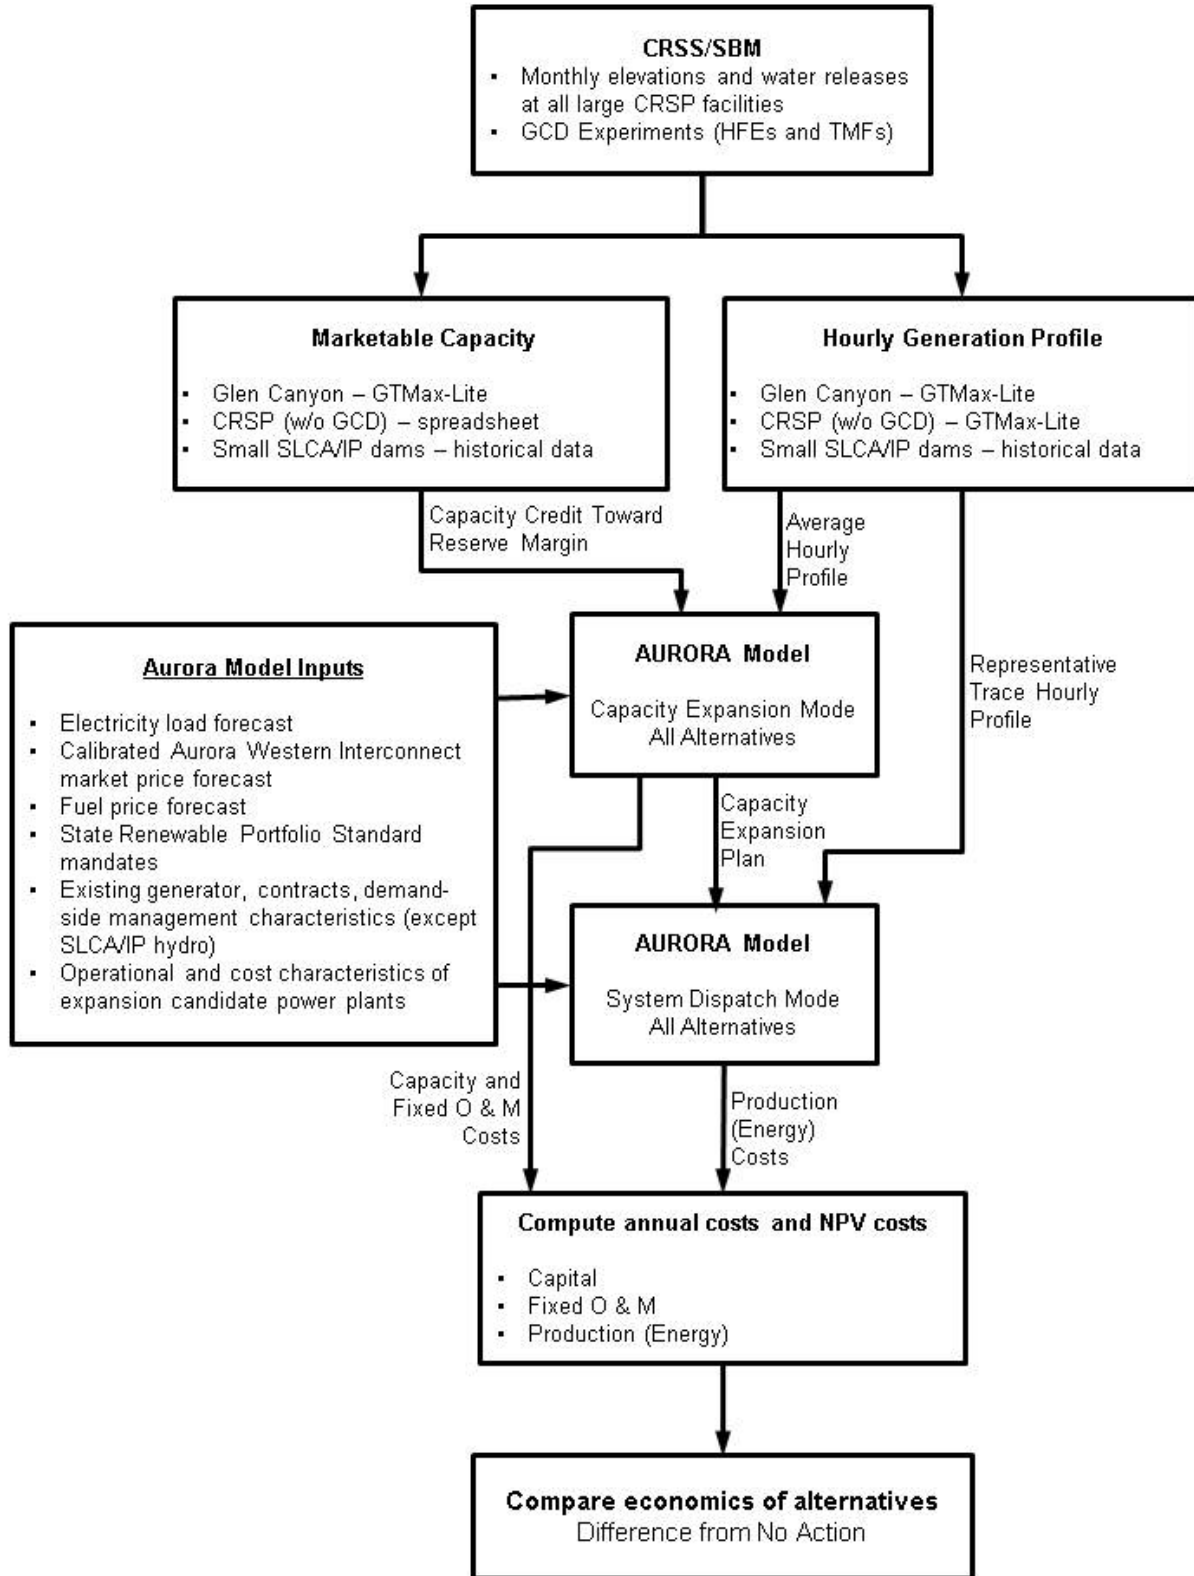 CRSS/SBM
▪ Monthly elevations and water releases
at all large CRSP facilities
▪ GCD Experiments (HFEs and TMFs)
Marketable Capacity
▪ Glen Canyon – GTMax-Lite
▪ CRSP (w/o GCD) – spreadsheet
▪ Small SLCA/IP dams – historical data
Hourly Generation Profile
▪ Glen Canyon – GTMax-Lite
▪ CRSP (w/o GCD) – GTMax-Lite
▪ Small SLCA/IP dams – historical data
Capacity Credit Toward
Reserve Margin
Average
Hourly
Profile
Aurora Model Inputs
▪ Electricity load forecast
▪ Calibrated Aurora Western Interconnect
market price forecast
▪ Fuel price forecast
▪ State Renewable Portfolio Standard
mandates
▪ Existing generator, contracts, demand-
side management characteristics (except
SLCA/IP hydro)
▪ Operational and cost characteristics of
expansion candidate power plants
AURORA Model
Capacity Expansion Mode
All Alternatives
Representative
Trace Hourly
Profile
Capacity
Expansion
Plan
AURORA Model
System Dispatch Mode
All Alternatives
Capacity and
Fixed O & M
Costs
Production
(Energy)
Costs
Compute annual costs and NPV costs
▪ Capital
▪ Fixed O & M
▪ Production (Energy)
Compare economics of alternatives
Difference from No Action